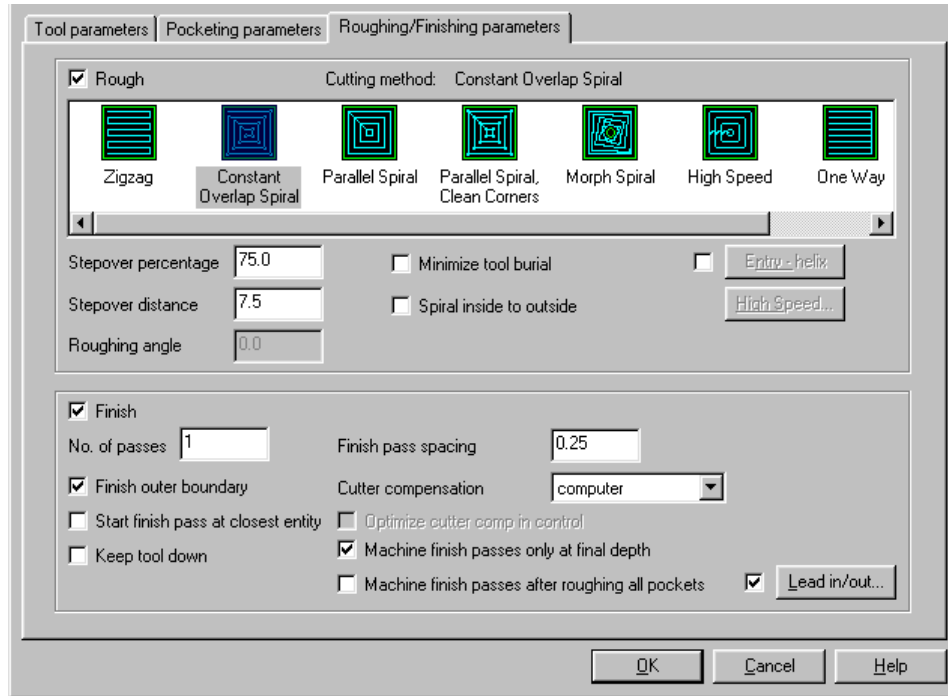 Tool parameters Pocketing parameters Roughing/Finishing parameters
Rough Cutting method: Constant Overlap Spiral
Zigzag Constant Overlap Spiral Parallel Spiral Parallel Spiral, Clean Corners Morph Spiral High Speed One Way
Stepover percentage 75.0 Minimize tool burial Entry - helix
Stepover distance 7.5 Spiral inside to outside High Speed...
Roughing angle 0.0
Finish
No. of passes 1 Finish pass spacing 0.25
Finish outer boundary Cutter compensation computer
Start finish pass at closest entity Optimize cutter comp in control
Keep tool down Machine finish passes only at final depth
Machine finish passes after roughing all pockets Lead in/out...
OK Cancel Help